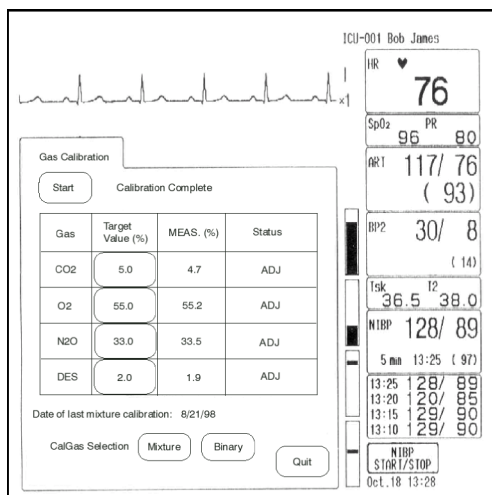 ICU-001 Bob James
I
×1
HR ♥
76
SpO2 PR
96 80
ART 117/ 76
( 93)
BP2 30/ 8
( 14)
Tsk T2
36.5 38.0
NIBP 128/ 89
5 min 13:25 ( 97)
13:25 128/ 89
13:20 120/ 85
13:15 129/ 90
13:10 129/ 90
NIBP
START/STOP
Oct.18 13:28
Gas Calibration
Start Calibration Complete
Gas Target Value (%) MEAS. (%) Status
CO2 5.0 4.7 ADJ
O2 55.0 55.2 ADJ
N2O 33.0 33.5 ADJ
DES 2.0 1.9 ADJ
Date of last mixture calibration: 8/21/98
CalGas Selection Mixture Binary
Quit